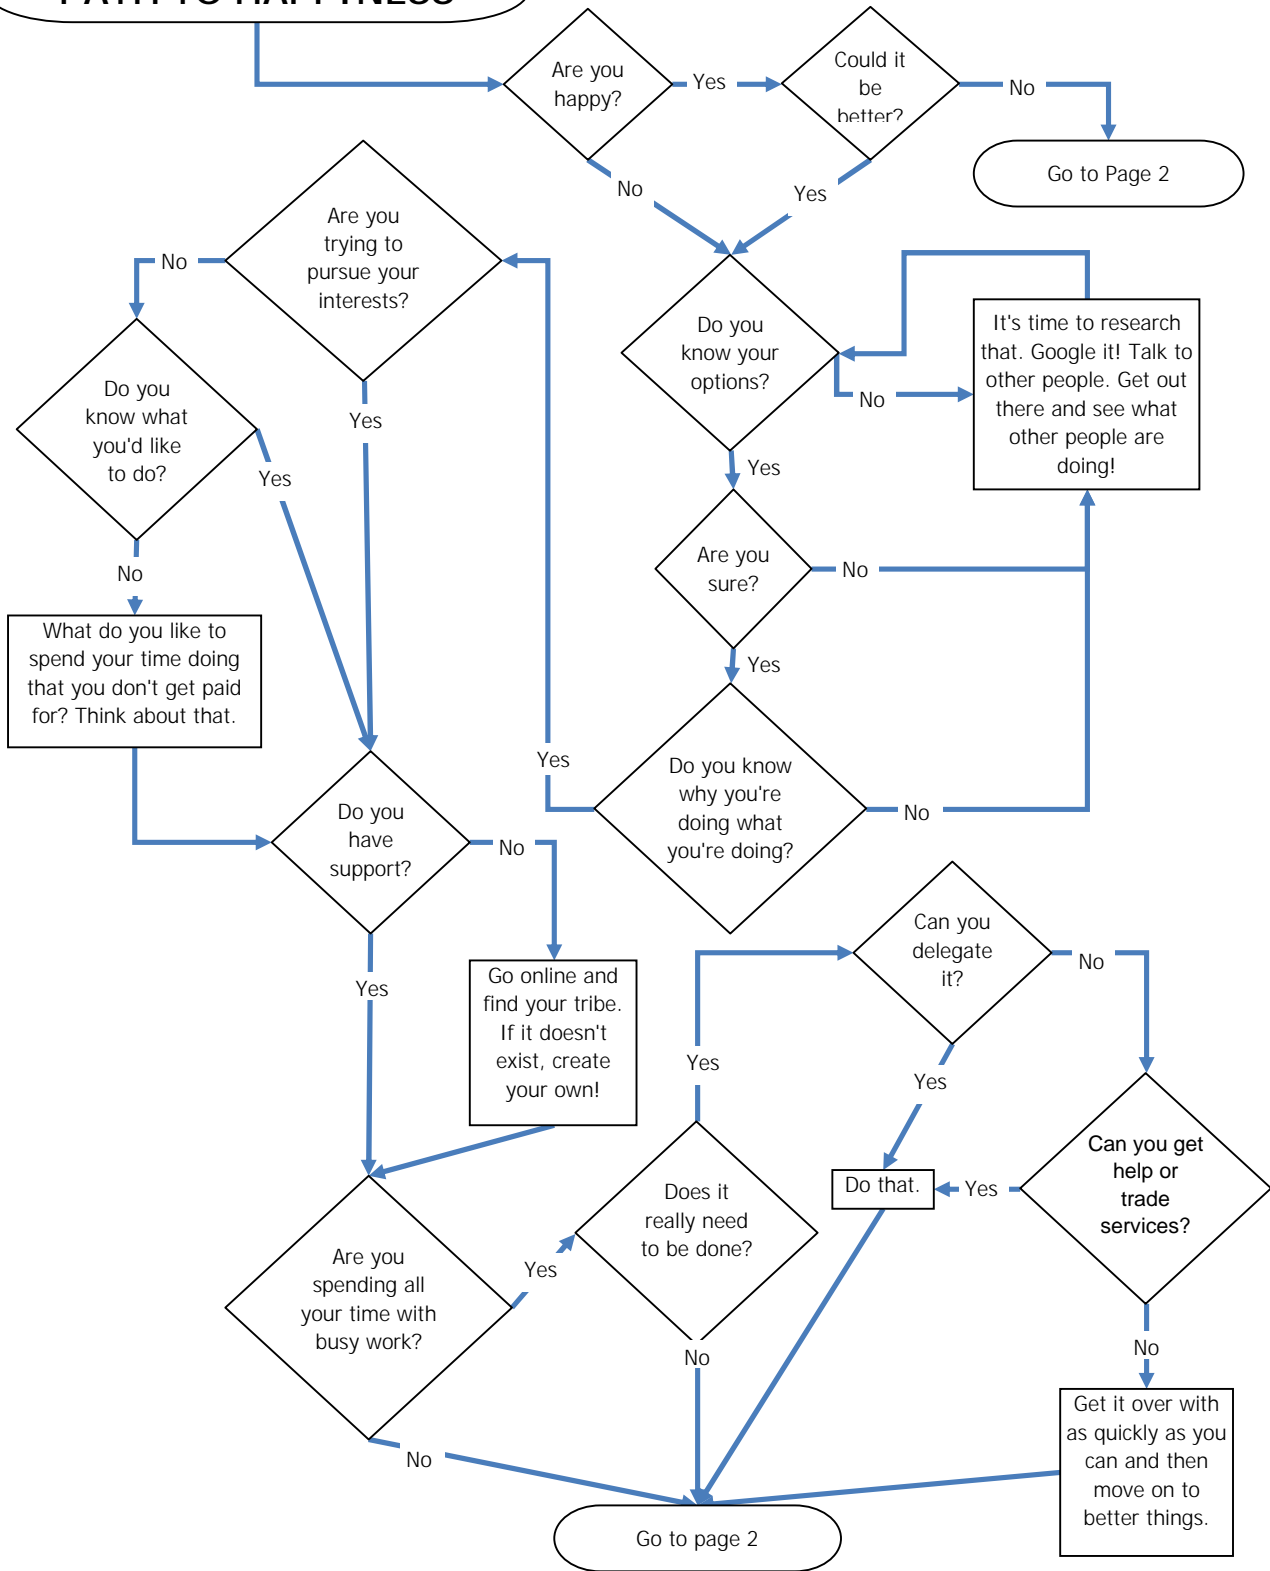 PATH TO HAPPYNESS
Are you
happy?
Yes
Could it
be
better?
No
Go to Page 2
No
Yes
Are you
trying to
pursue your
interests?
No
Do you
know your
options?
No
It's time to research
that. Google it! Talk to
other people. Get out
there and see what
other people are
doing!
Do you
know what
you'd like
to do?
Yes
Yes
Yes
Are you
sure?
No
No
What do you like to
spend your time doing
that you don't get paid
for? Think about that.
Yes
Yes
Do you know
why you're
doing what
you're doing?
No
Do you
have
support?
No
Can you
delegate
it?
No
Yes
Go online and
find your tribe.
If it doesn't
exist, create
your own!
Yes
Yes
Can you get
help or
trade
services?
Does it
really need
to be done?
Do that.
Yes
Are you
spending all
your time with
busy work?
Yes
No
No
No
Get it over with
as quickly as you
can and then
move on to
better things.
Go to page 2